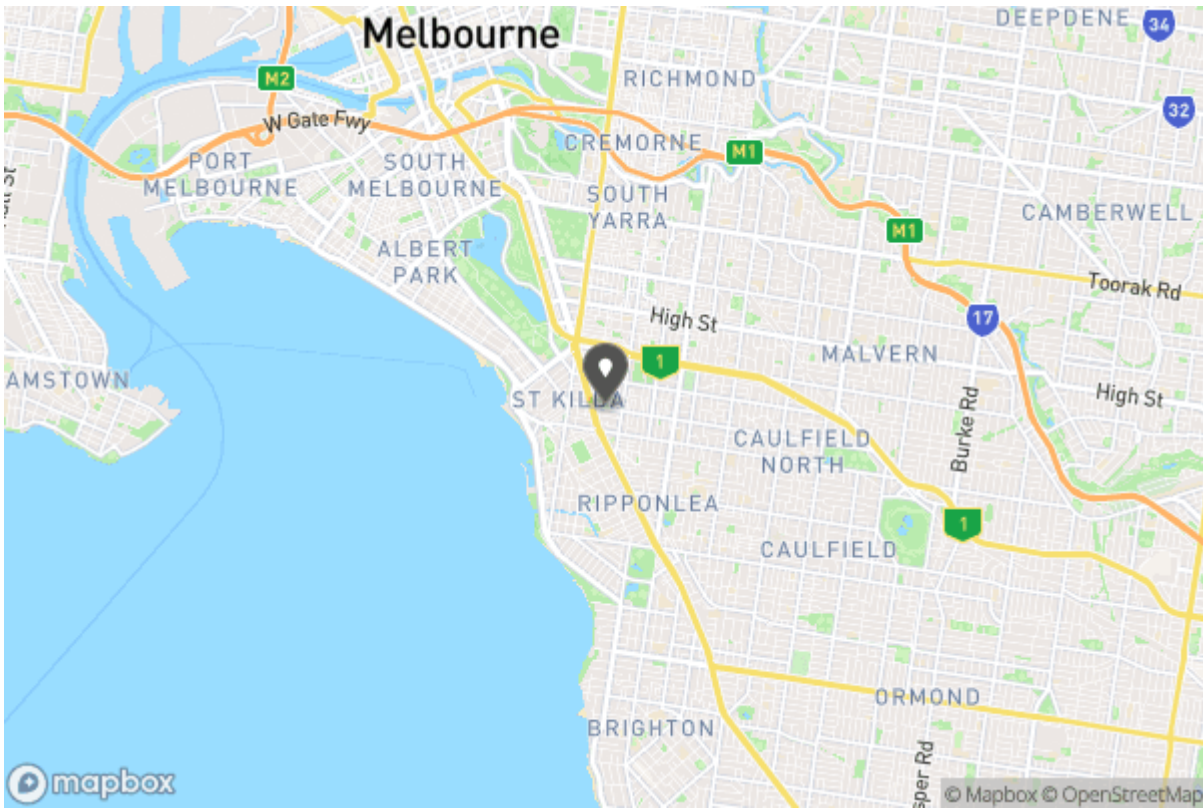 DEEPDENE
34
Melbourne
M2
RICHMOND
32
W Gate Fwy
CREMORNE
M1
PORT
MELBOURNE
SOUTH
MELBOURNE
SOUTH
YARRA
CAMBERWELL
M1
ALBERT
PARK
Toorak Rd
High St
17
MALVERN
1
AMSTOWN
ST KILDA
High St
Burke Rd
CAULFIELD
NORTH
RIPPONLEA
1
CAULFIELD
ORMOND
BRIGHTON
sper Rd
mapbox
© Mapbox © OpenStreetMap